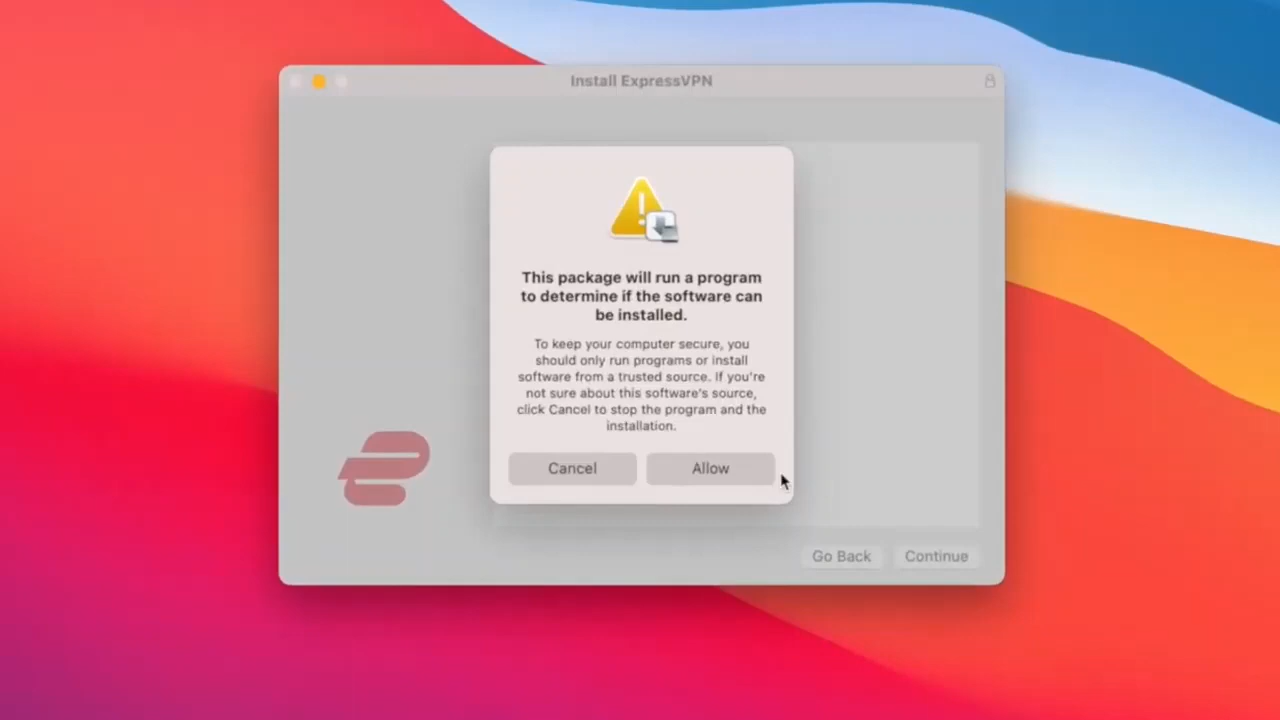 Install ExpressVPN
This package will run a program
to determine if the software can
be installed.
To keep your computer secure, you
should only run programs or install
software from a trusted source. If you're
not sure about this software's source,
click Cancel to stop the program and the
installation.
Cancel
Allow
Go Back
Continue